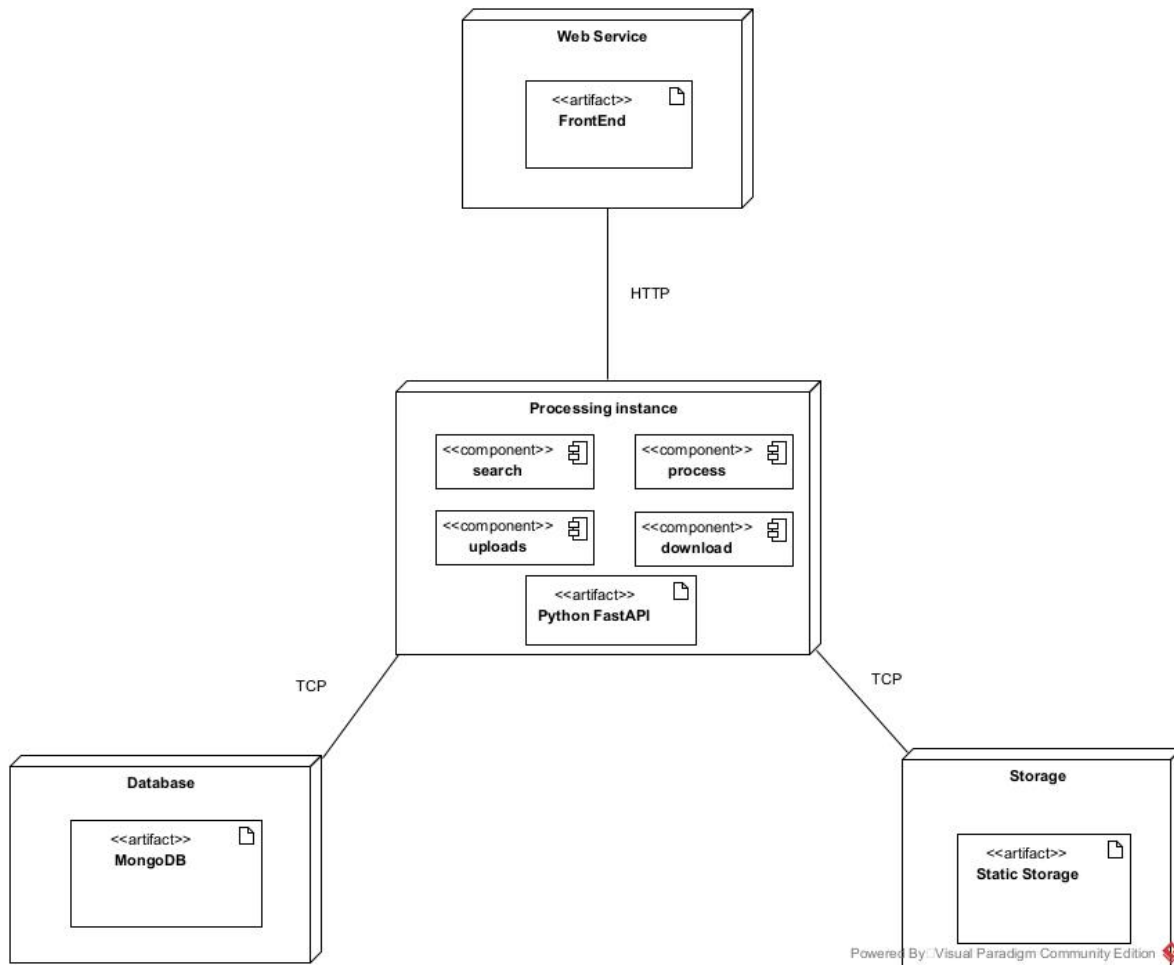 Web Service
<<artifact>>
FrontEnd
HTTP
Processing instance
<<component>>
search
<<component>>
process
<<component>>
uploads
<<component>>
download
<<artifact>>
Python FastAPI
TCP
TCP
Database
<<artifact>>
MongoDB
Storage
<<artifact>>
Static Storage
Powered By Visual Paradigm Community Edition